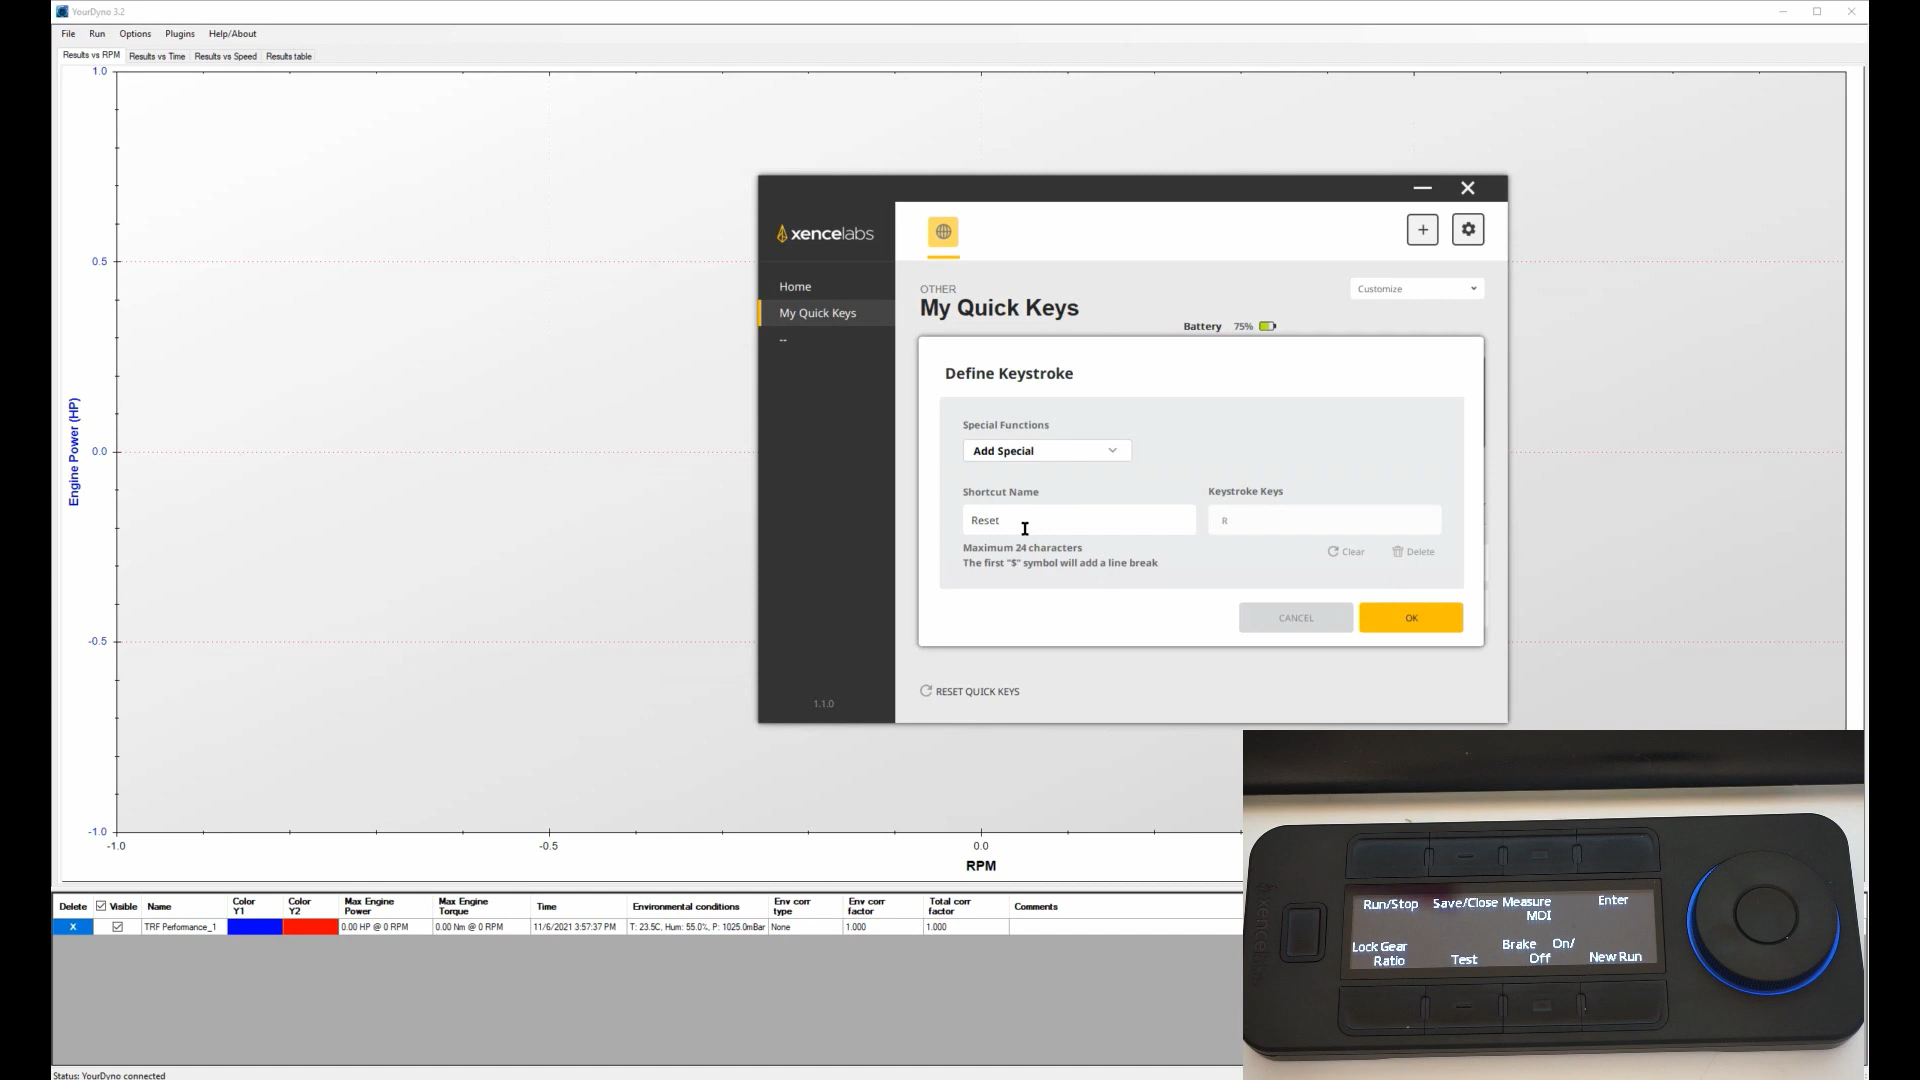 YourDyno 3.2
File Run Options Plugins Help/About
Results vs RPM Results vs Time Results vs Speed Results table
1.0
0.5
0.0
-0.5
-1.0
Engine Power (HP)
-1.0 -0.5 0.0
RPM
xencelabs
Home
My Quick Keys
--
1.1.0
OTHER
My Quick Keys
Customize
Battery 75%
Define Keystroke
Special Functions
Add Special
Shortcut Name Keystroke Keys
Reset R
Maximum 24 characters
The first "$" symbol will add a line break
Clear Delete
CANCEL OK
RESET QUICK KEYS
Delete Visible Name Color Y1 Color Y2 Max Engine Power Max Engine Torque Time Environmental conditions Env corr type Env corr factor Total corr factor Comments
X TRF Performance_1 0.00 HP @ 0 RPM 0.00 Nm @ 0 RPM 11/6/2021 3:57:37 PM T: 23.5C, Hum: 55.0%, P: 1025.0mBar None 1.000 1.000
Status: YourDyno connected
xencelabs
Run/Stop Save/Close Measure MDI Enter
Lock Gear Ratio Test Brake On/Off New Run